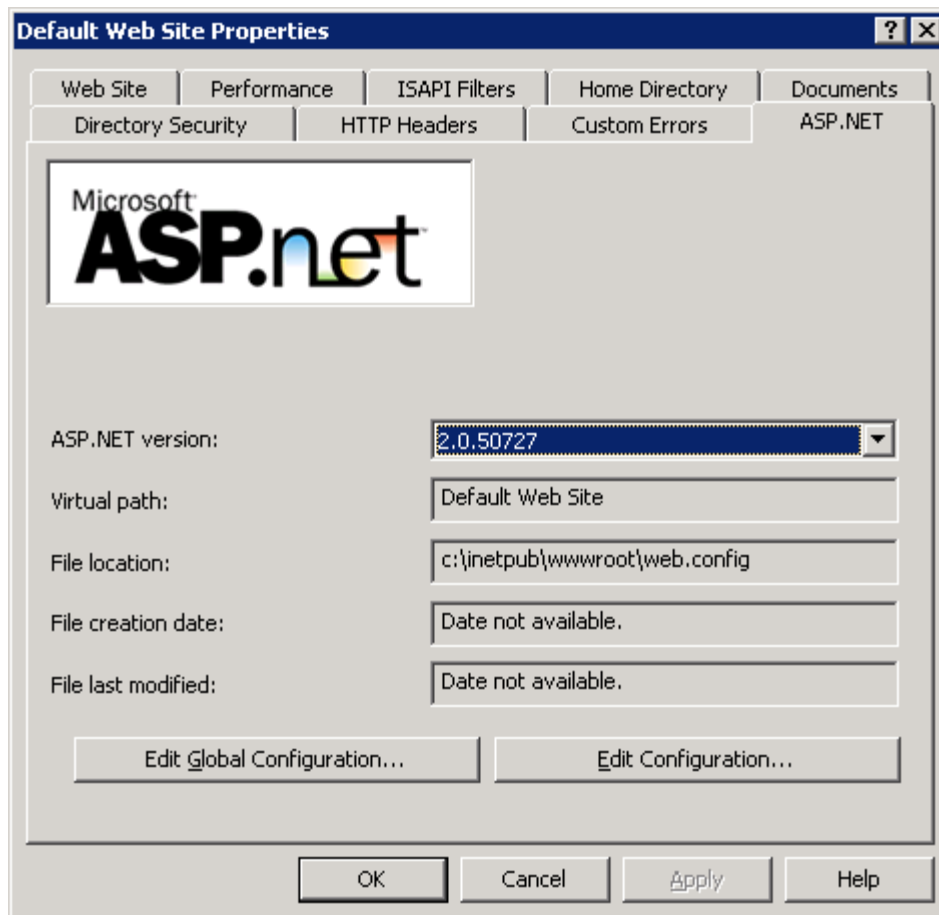 Default Web Site Properties
Web Site Performance ISAPI Filters Home Directory Documents
Directory Security HTTP Headers Custom Errors ASP.NET
Microsoft
ASP.net
ASP.NET version: 2.0.50727
Virtual path: Default Web Site
File location: c:\inetpub\wwwroot\web.config
File creation date: Date not available.
File last modified: Date not available.
Edit Global Configuration... Edit Configuration...
OK Cancel Apply Help